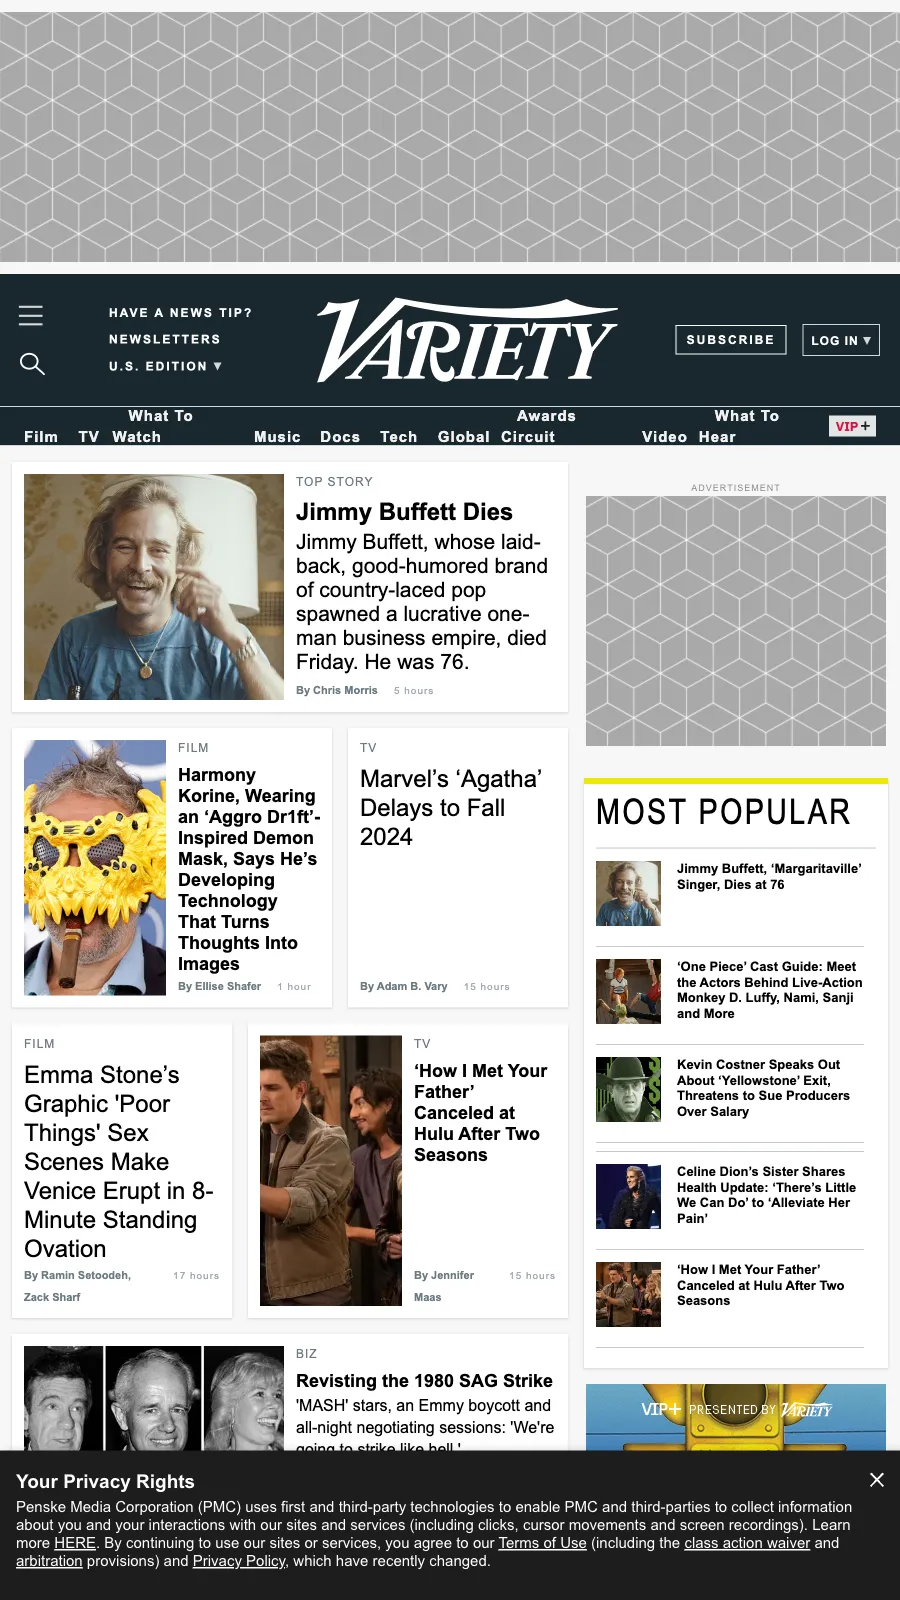 HAVE A NEWS TIP?
NEWSLETTERS
U.S. EDITION ▼
VARIETY
SUBSCRIBE
LOG IN ▼
Film
TV
What To
Watch
Music
Docs
Tech
Global
Awards
Circuit
Video
What To
Hear
VIP+
TOP STORY
Jimmy Buffett Dies
Jimmy Buffett, whose laid-
back, good-humored brand
of country-laced pop
spawned a lucrative one-
man business empire, died
Friday. He was 76.
By Chris Morris 5 hours
FILM
Harmony
Korine, Wearing
an ‘Aggro Dr1ft’-
Inspired Demon
Mask, Says He’s
Developing
Technology
That Turns
Thoughts Into
Images
By Ellise Shafer 1 hour
TV
Marvel’s ‘Agatha’
Delays to Fall
2024
By Adam B. Vary 15 hours
FILM
Emma Stone’s
Graphic 'Poor
Things' Sex
Scenes Make
Venice Erupt in 8-
Minute Standing
Ovation
By Ramin Setoodeh, 17 hours
Zack Sharf
TV
‘How I Met Your
Father’
Canceled at
Hulu After Two
Seasons
By Jennifer 15 hours
Maas
BIZ
Revisting the 1980 SAG Strike
'MASH' stars, an Emmy boycott and
all-night negotiating sessions: 'We're
going to strike like hell.'
ADVERTISEMENT
MOST POPULAR
Jimmy Buffett, ‘Margaritaville’
Singer, Dies at 76
‘One Piece’ Cast Guide: Meet
the Actors Behind Live-Action
Monkey D. Luffy, Nami, Sanji
and More
Kevin Costner Speaks Out
About ‘Yellowstone’ Exit,
Threatens to Sue Producers
Over Salary
Celine Dion’s Sister Shares
Health Update: ‘There’s Little
We Can Do’ to ‘Alleviate Her
Pain’
‘How I Met Your Father’
Canceled at Hulu After Two
Seasons
VIP+ PRESENTED BY VARIETY
Your Privacy Rights
Penske Media Corporation (PMC) uses first and third-party technologies to enable PMC and third-parties to collect information
about you and your interactions with our sites and services (including clicks, cursor movements and screen recordings). Learn
more HERE. By continuing to use our sites or services, you agree to our Terms of Use (including the class action waiver and
arbitration provisions) and Privacy Policy, which have recently changed.